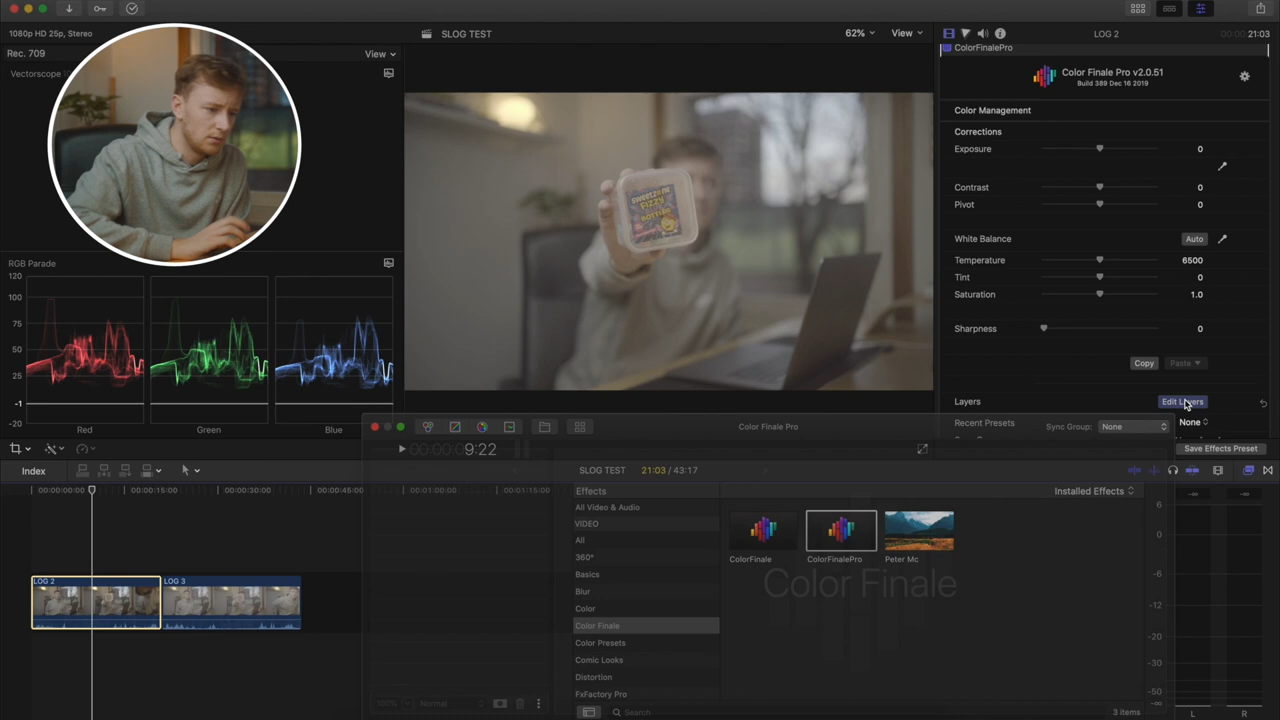 1080p HD 25p, Stereo
SLOG TEST
62%
View
LOG 2
21:03
Rec. 709
View
ColorFinalePro
Vectorscope
Color Finale Pro v2.0.51
Build 389 Dec 16 2019
Color Management
Corrections
Exposure
0
Contrast
0
Pivot
0
White Balance
Auto
Temperature
6500
Tint
0
Saturation
1.0
Sharpness
0
Copy
Paste
Layers
Edit Layers
Recent Presets
None
Save Effects Preset
SWEETZONE
FIZZY
BOTTLES
RGB Parade
120
100
75
50
25
-1
-20
Red
Green
Blue
Color Finale Pro
Sync Group:
None
9:22
Index
SLOG TEST
21:03 / 43:17
00:00:00:00
00:00:15:00
00:00:30:00
00:00:45:00
00:01:00:00
00:01:15:00
Effects
Installed Effects
All Video & Audio
VIDEO
All
360°
Basics
Blur
Color
Color Finale
Color Presets
Comic Looks
Distortion
FxFactory Pro
ColorFinale
ColorFinalePro
Peter Mc
Color Finale
LOG 2
LOG 3
6
0
-6
-12
-20
-30
-50
-∞
L
R
100%
Normal
Search
3 items